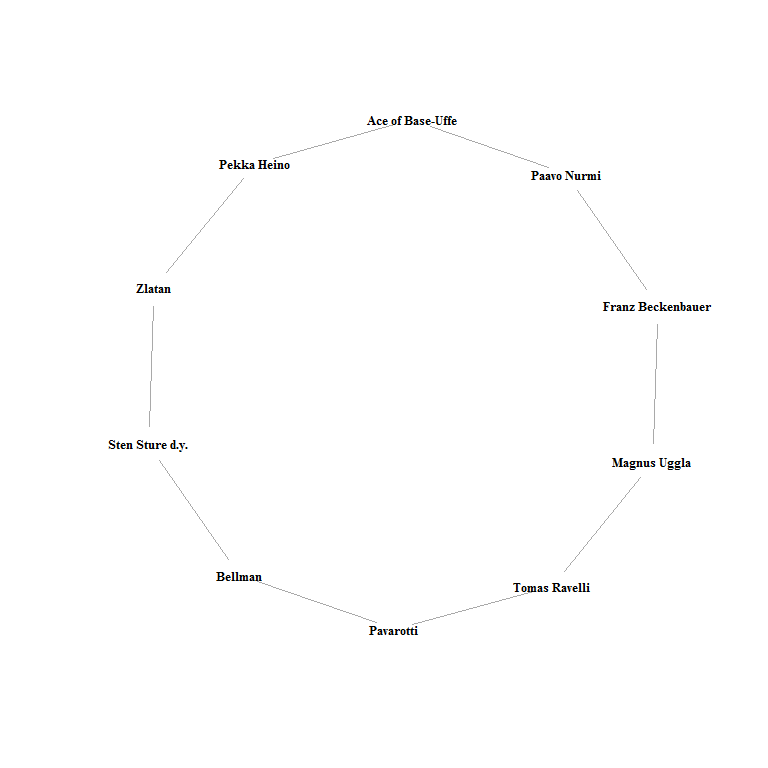 Ace of Base-Uffe
Pekka Heino
Paavo Nurmi
Zlatan
Franz Beckenbauer
Sten Sture d.y.
Magnus Uggla
Bellman
Tomas Ravelli
Pavarotti